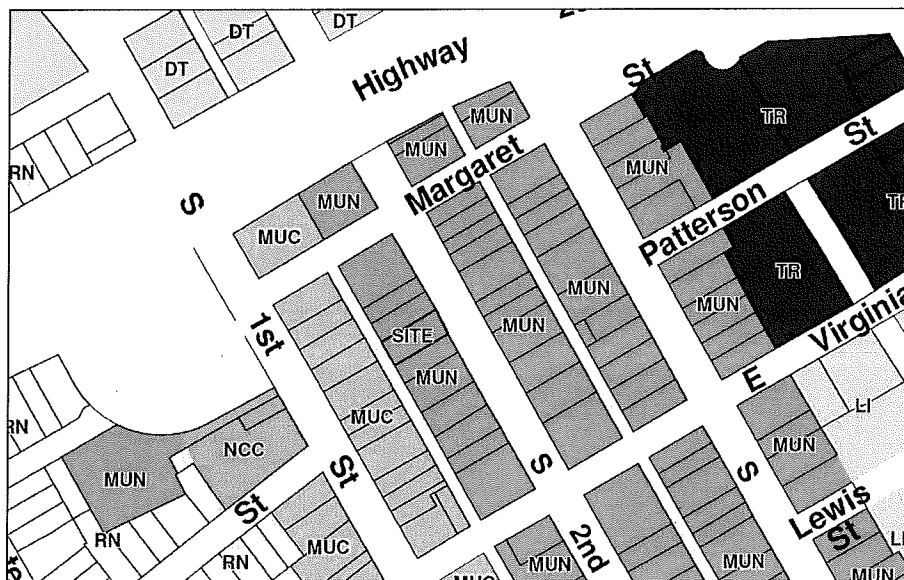 DT
DT
DT
Highway
St
MUN
TR
St
RN
MUN
Margaret
MUN
MUN
S
MUC
Patterson
TR
MUN
MUN
TR
1st
SITE
MUN
Virginia
MUN
MUC
E
LI
RN
NCC
MUN
MUN
St
S
S
St
RN
RN
MUC
2nd
MUN
MUN
Lewis
St
MUN
MUC